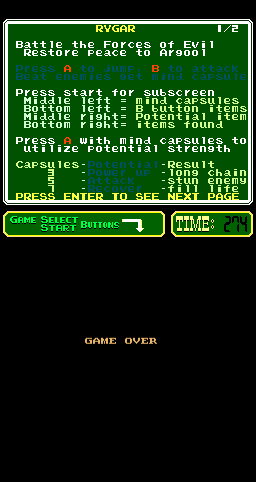 RYGAR 1/2
Battle the Forces of Evil
Restore Peace to Argool
Press A to Jump. B to attack
Beat enemies get mind capsule
Press start for subscreen
Middle left = mind capsules
Bottom left = B button items
Middle right= Potential item
Bottom right= items found
Press A with mind capsules to
utilize potential strength
Capsules-Potential-Result
3 -Power Up -long chain
5 -Attack -stun enemy
7 -Recover -fill life
PRESS ENTER TO SEE NEXT PAGE
GAME SELECT
START BUTTONS
TIME: 274
GAME OVER